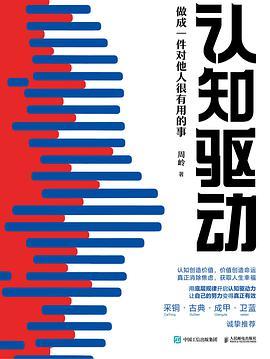 认知驱动
做成一件对他人很有用的事
周岭 著
认知创造价值，价值创造命运
真正消除焦虑，获取人生幸福
用底层规律开启认知驱动力
让自己的努力变得真正有效
采铜·古典·成甲·卫蓝
诚挚推荐
中国工信出版集团
人民邮电出版社